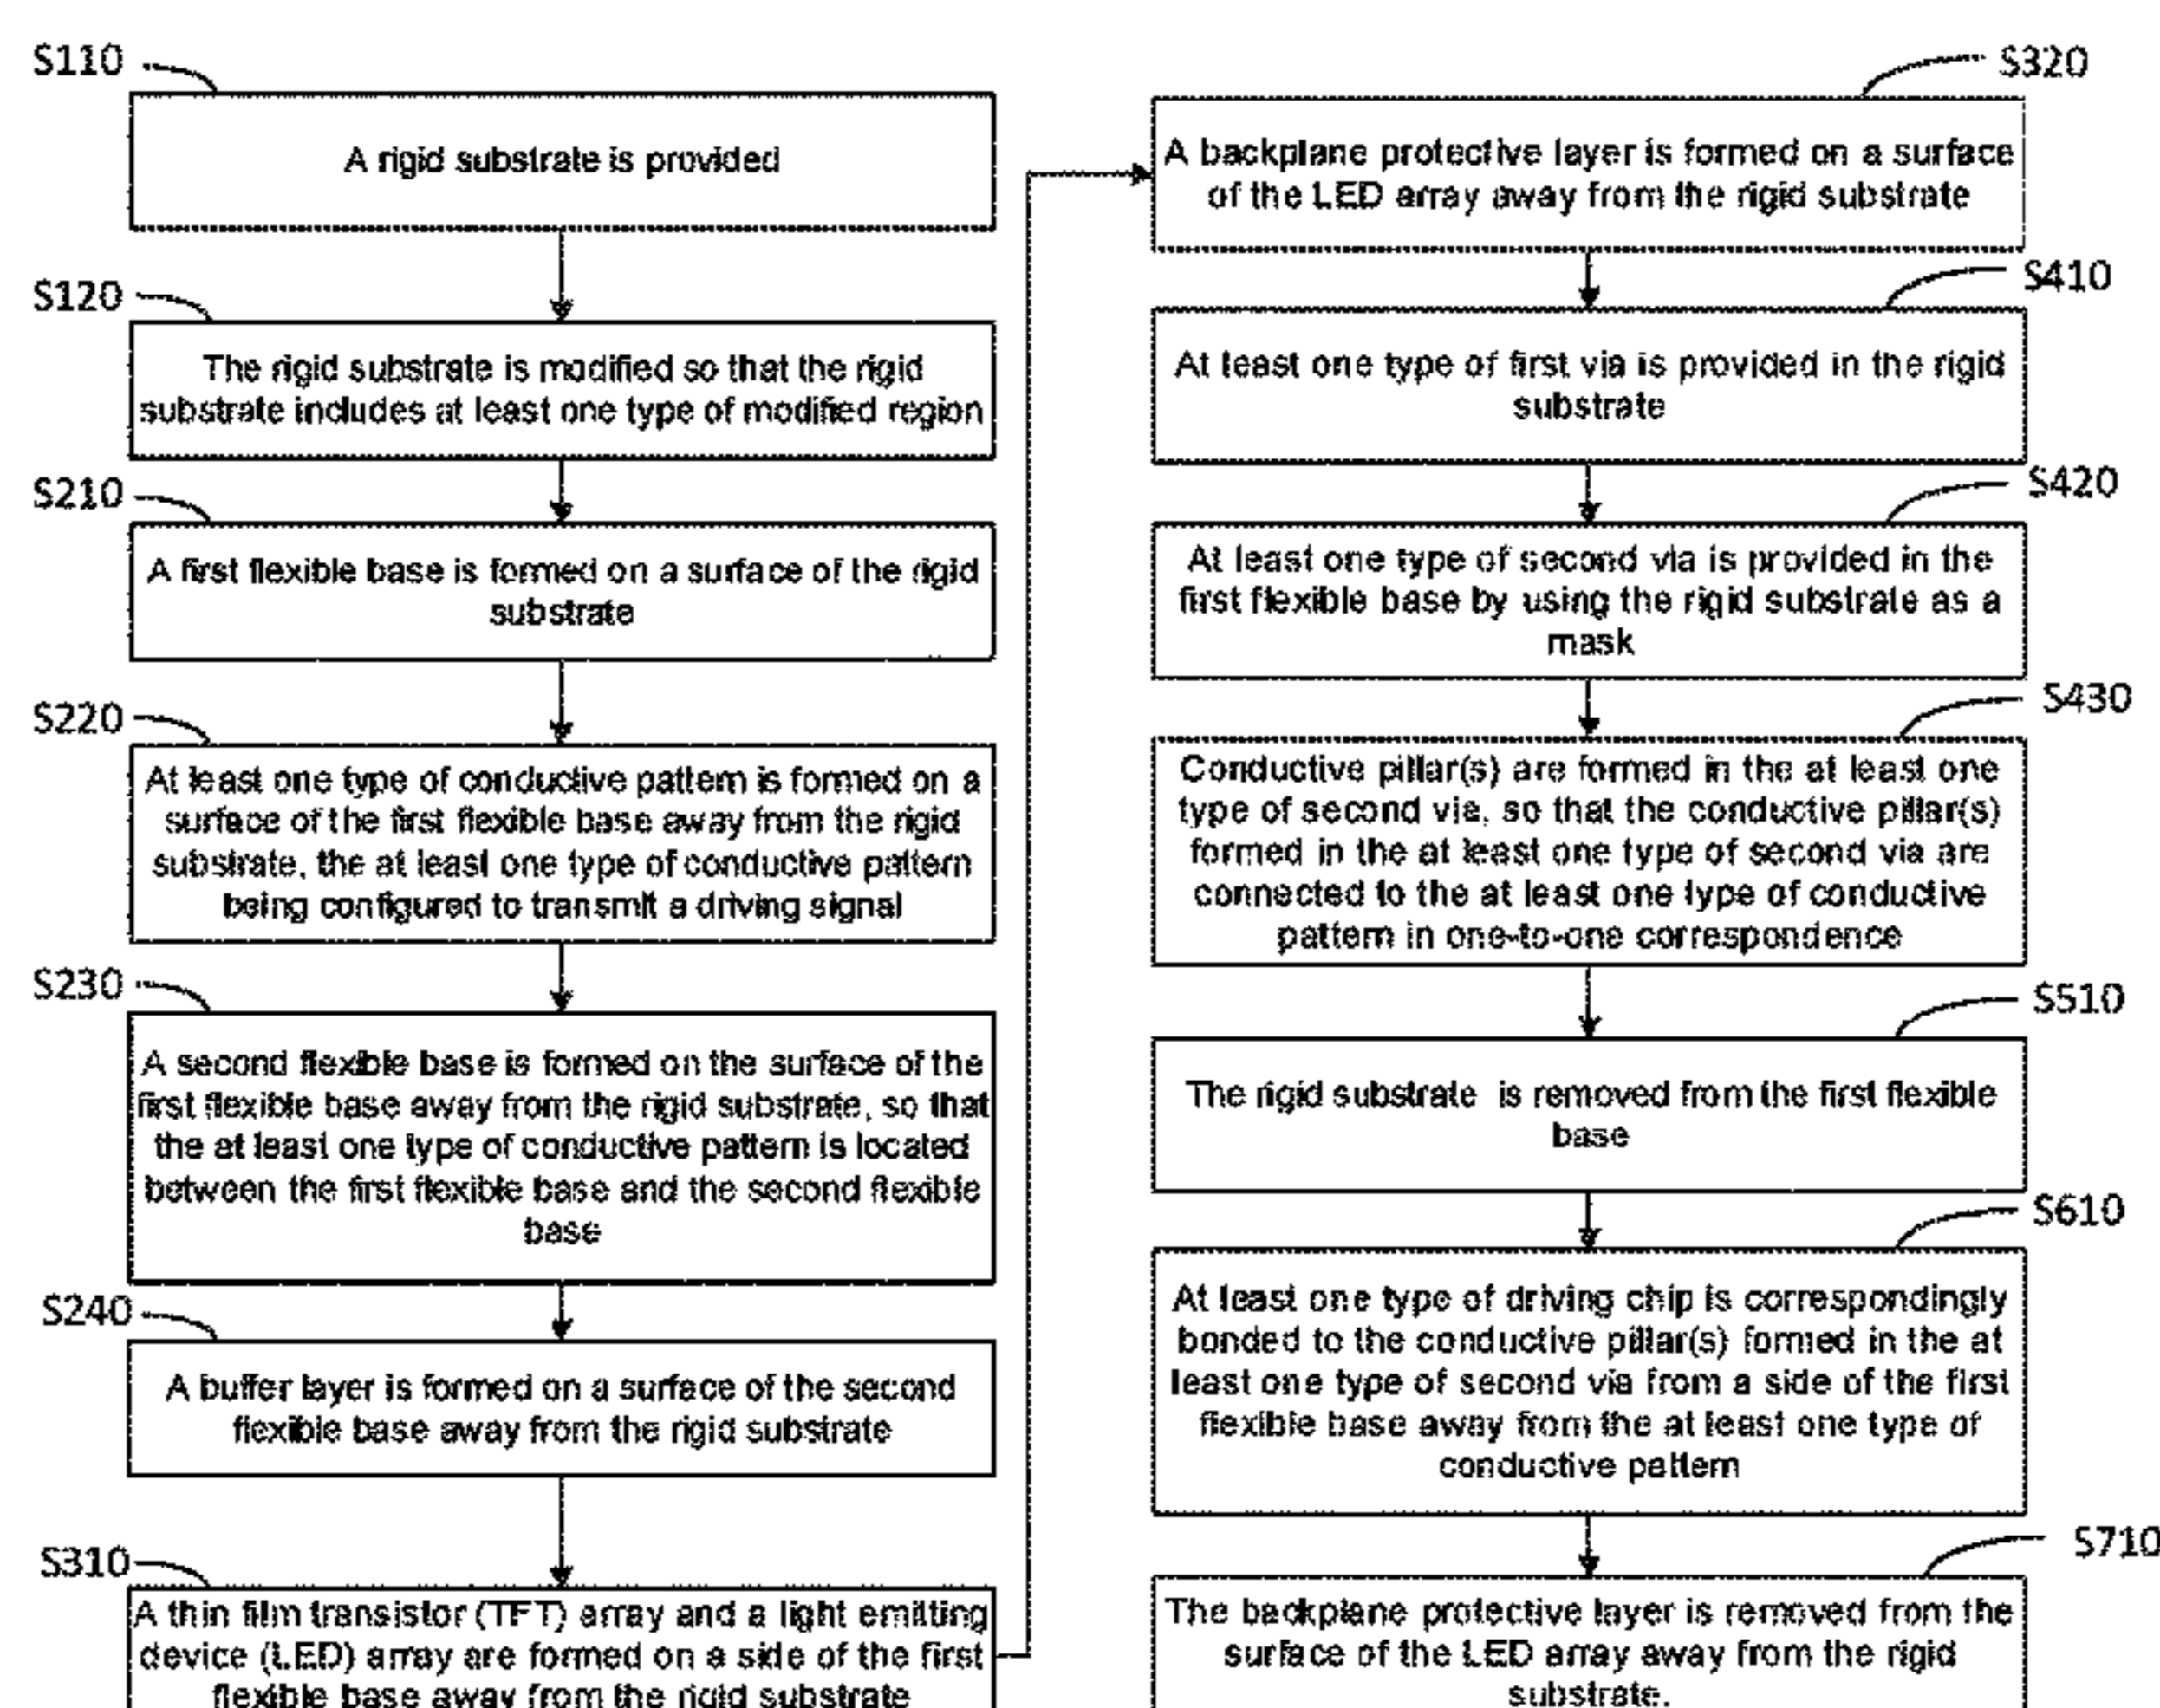 S110
A rigid substrate is provided
S120
The rigid substrate is modified so that the rigid
substrate includes at least one type of modified region
S210
A first flexible base is formed on a surface of the rigid
substrate
S220
At least one type of conductive pattern is formed on a
surface of the first flexible base away from the rigid
substrate, the at least one type of conductive pattern
being configured to transmit a driving signal
S230
A second flexible base is formed on the surface of the
first flexible base away from the rigid substrate, so that
the at least one type of conductive pattern is located
between the first flexible base and the second flexible
base
S240
A buffer layer is formed on a surface of the second
flexible base away from the rigid substrate
S310
A thin film transistor (TFT) array and a light emitting
device (LED) array are formed on a side of the first
flexible base away from the rigid substrate
S320
A backplane protective layer is formed on a surface
of the LED array away from the rigid substrate
S410
At least one type of first via is provided in the rigid
substrate
S420
At least one type of second via is provided in the
first flexible base by using the rigid substrate as a
mask
S430
Conductive pillar(s) are formed in the at least one
type of second via, so that the conductive pillar(s)
formed in the at least one type of second via are
connected to the at least one type of conductive
pattern in one-to-one correspondence
S510
The rigid substrate is removed from the first flexible
base
S610
At least one type of driving chip is correspondingly
bonded to the conductive pillar(s) formed in the at
least one type of second via from a side of the first
flexible base away from the at least one type of
conductive pattern
S710
The backplane protective layer is removed from the
surface of the LED array away from the rigid
substrate.